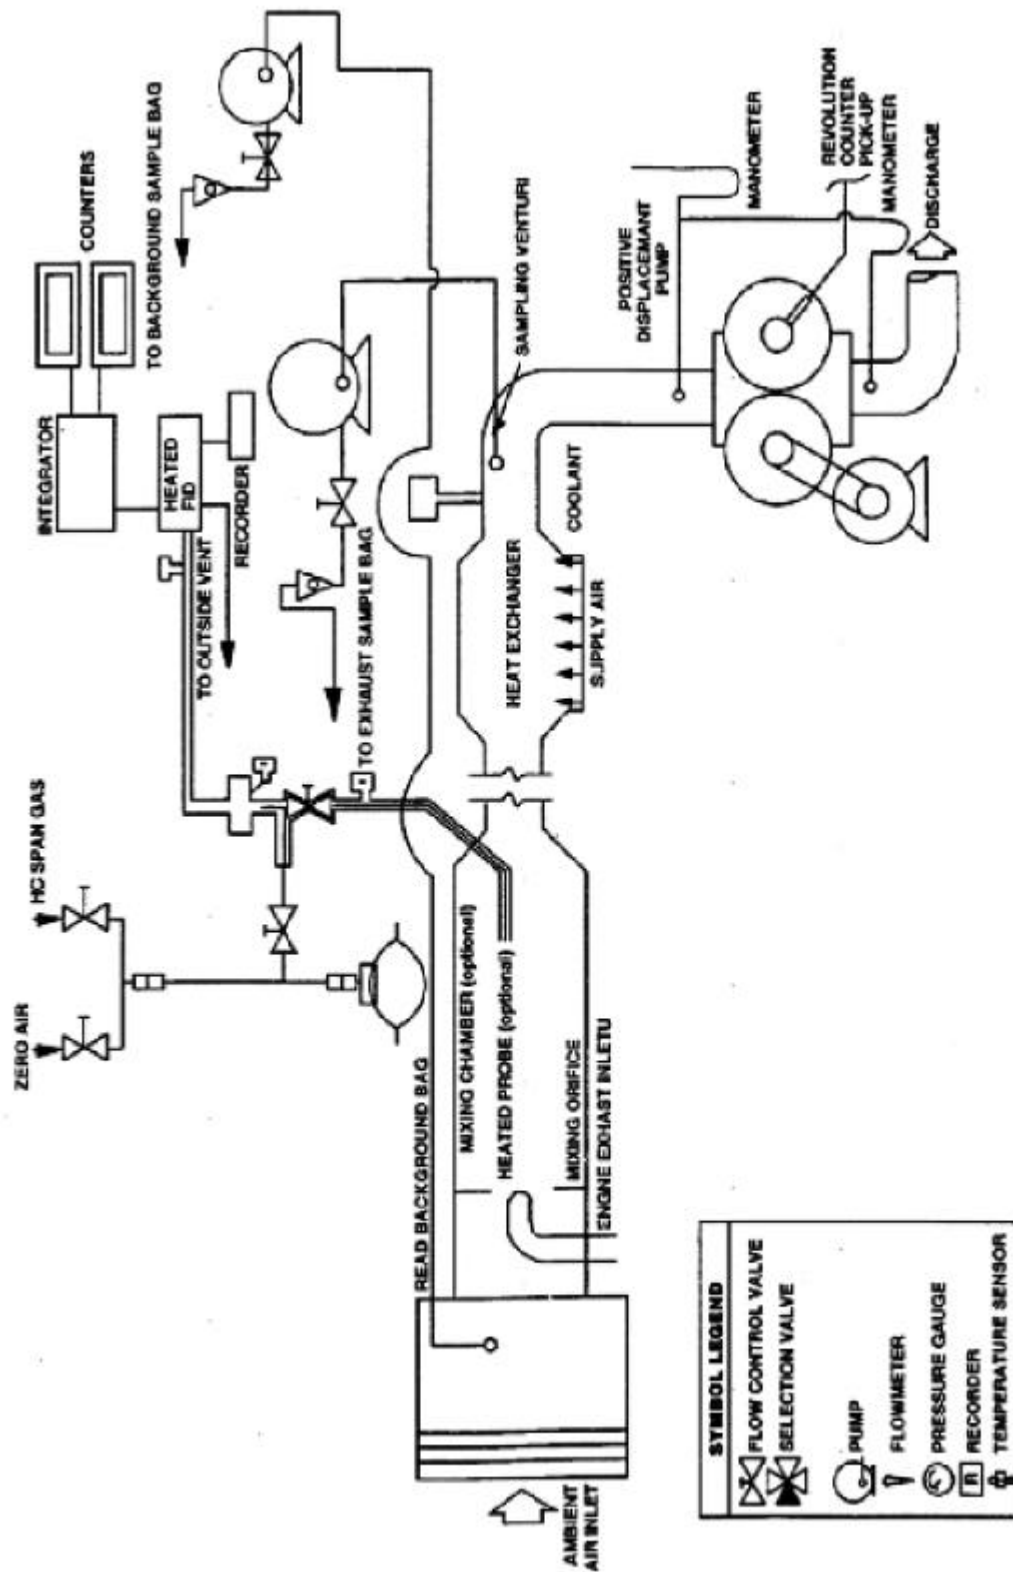 ZERO AIR
HC SPAN GAS
INTEGRATOR
COUNTERS
HEATED
FID
RECORDER
TO BACKGROUND SAMPLE BAG
TO OUTSIDE VENT
TO EXHAUST SAMPLE BAG
READ BACKGROUND BAG
MIXING CHAMBER (optional)
HEATED PROBE (optional)
MIXING ORIFICE
ENGNE EXHAST INLETU
HEAT EXCHANGER
COOLANT
SUPPLY AIR
SAMPLING VENTURI
POSITIVE
DISPLACEMANT
PUMP
MANOMETER
REVOLUTION
COUNTER
PICK-UP
MANOMETER
DISCHARGE
AMBIENT
AIR INLET
R
R
SYMBOL LEGEND
FLOW CONTROL VALVE
SELECTION VALVE
PUMP
FLOWMETER
PRESSURE GAUGE
R RECORDER
TEMPERATURE SENSOR